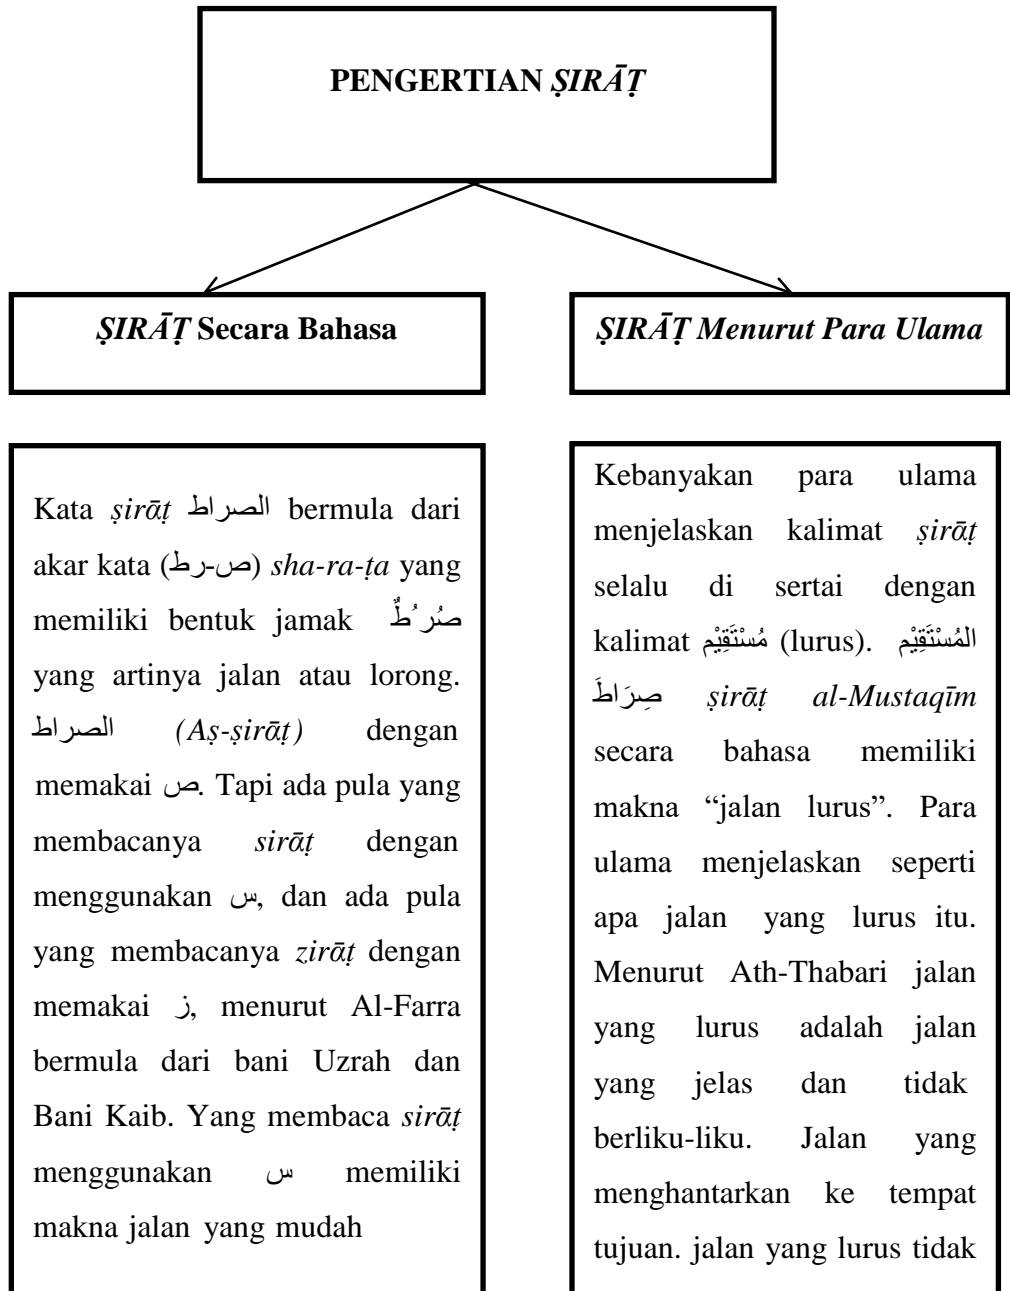 PENGERTIAN ṢIRĀṬ
ṢIRĀṬ Secara Bahasa
ṢIRĀṬ Menurut Para Ulama
Kata ṣirāṭ الصراط bermula dari
akar kata (ص-رط) sha-ra-ṭa yang
memiliki bentuk jamak صُرُطٌ
yang artinya jalan atau lorong.
الصراط (Aṣ-ṣirāṭ) dengan
memakai ص. Tapi ada pula yang
membacanya sirāṭ dengan
menggunakan س, dan ada pula
yang membacanya zirāṭ dengan
memakai ز, menurut Al-Farra
bermula dari bani Uzrah dan
Bani Kaib. Yang membaca sirāṭ
menggunakan س memiliki
makna jalan yang mudah
Kebanyakan para ulama
menjelaskan kalimat ṣirāṭ
selalu di sertai dengan
kalimat مُسْتَقِيْم (lurus). المُسْتَقِيْم
صِرَاطَ ṣirāṭ al-Mustaqīm
secara bahasa memiliki
makna “jalan lurus”. Para
ulama menjelaskan seperti
apa jalan yang lurus itu.
Menurut Ath-Thabari jalan
yang lurus adalah jalan
yang jelas dan tidak
berliku-liku. Jalan yang
menghantarkan ke tempat
tujuan. jalan yang lurus tidak